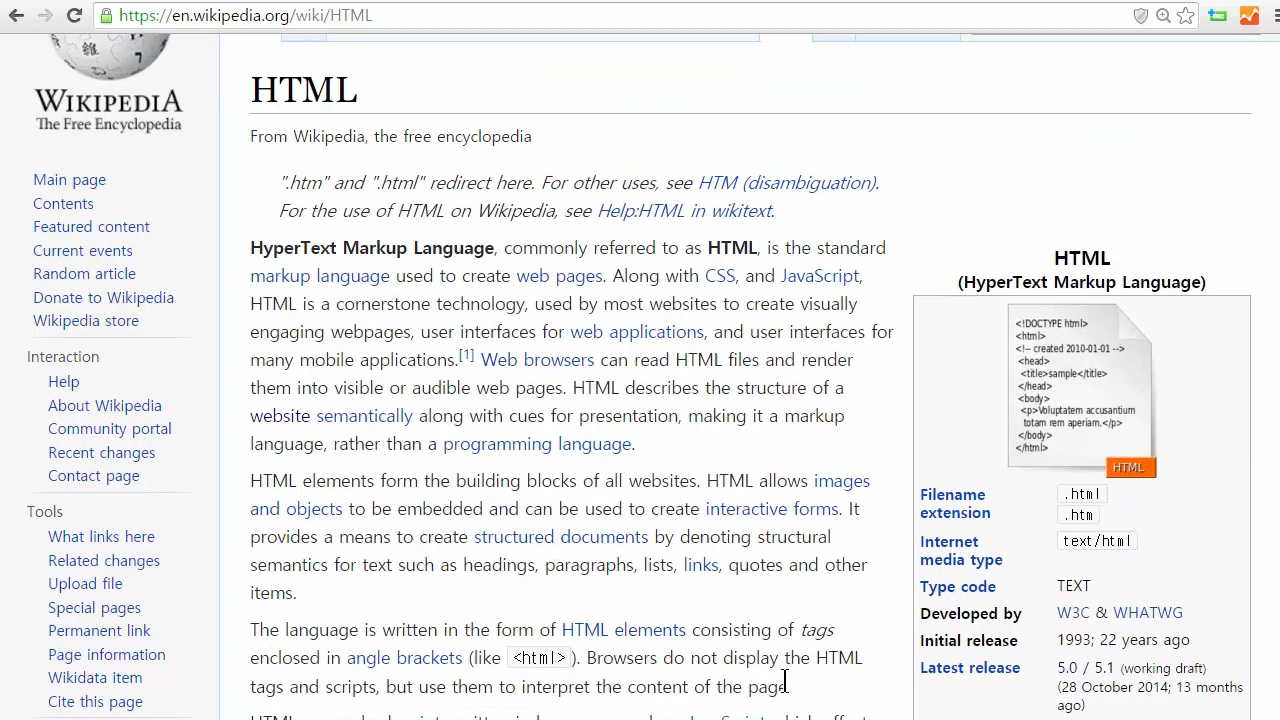 https://en.wikipedia.org/wiki/HTML
WIKIPEDIA
The Free Encyclopedia
Main page
Contents
Featured content
Current events
Random article
Donate to Wikipedia
Wikipedia store
Interaction
Help
About Wikipedia
Community portal
Recent changes
Contact page
Tools
What links here
Related changes
Upload file
Special pages
Permanent link
Page information
Wikidata item
Cite this page
HTML
From Wikipedia, the free encyclopedia
".htm" and ".html" redirect here. For other uses, see HTM (disambiguation).
For the use of HTML on Wikipedia, see Help:HTML in wikitext.
HyperText Markup Language, commonly referred to as HTML, is the standard
markup language used to create web pages. Along with CSS, and JavaScript,
HTML is a cornerstone technology, used by most websites to create visually
engaging webpages, user interfaces for web applications, and user interfaces for
many mobile applications.[1] Web browsers can read HTML files and render
them into visible or audible web pages. HTML describes the structure of a
website semantically along with cues for presentation, making it a markup
language, rather than a programming language.
HTML elements form the building blocks of all websites. HTML allows images
and objects to be embedded and can be used to create interactive forms. It
provides a means to create structured documents by denoting structural
semantics for text such as headings, paragraphs, lists, links, quotes and other
items.
The language is written in the form of HTML elements consisting of tags
enclosed in angle brackets (like <html>). Browsers do not display the HTML
tags and scripts, but use them to interpret the content of the page
HTML
(HyperText Markup Language)
<!DOCTYPE html>
<html>
<!-- created 2010-01-01 -->
<head>
<title>sample</title>
</head>
<body>
<p>Voluptatem accusantium
totam rem aperiam.</p>
</body>
</html>
HTML
Filename extension .html
.htm
Internet media type text/html
Type code TEXT
Developed by W3C & WHATWG
Initial release 1993; 22 years ago
Latest release 5.0 / 5.1 (working draft)
(28 October 2014; 13 months
ago)